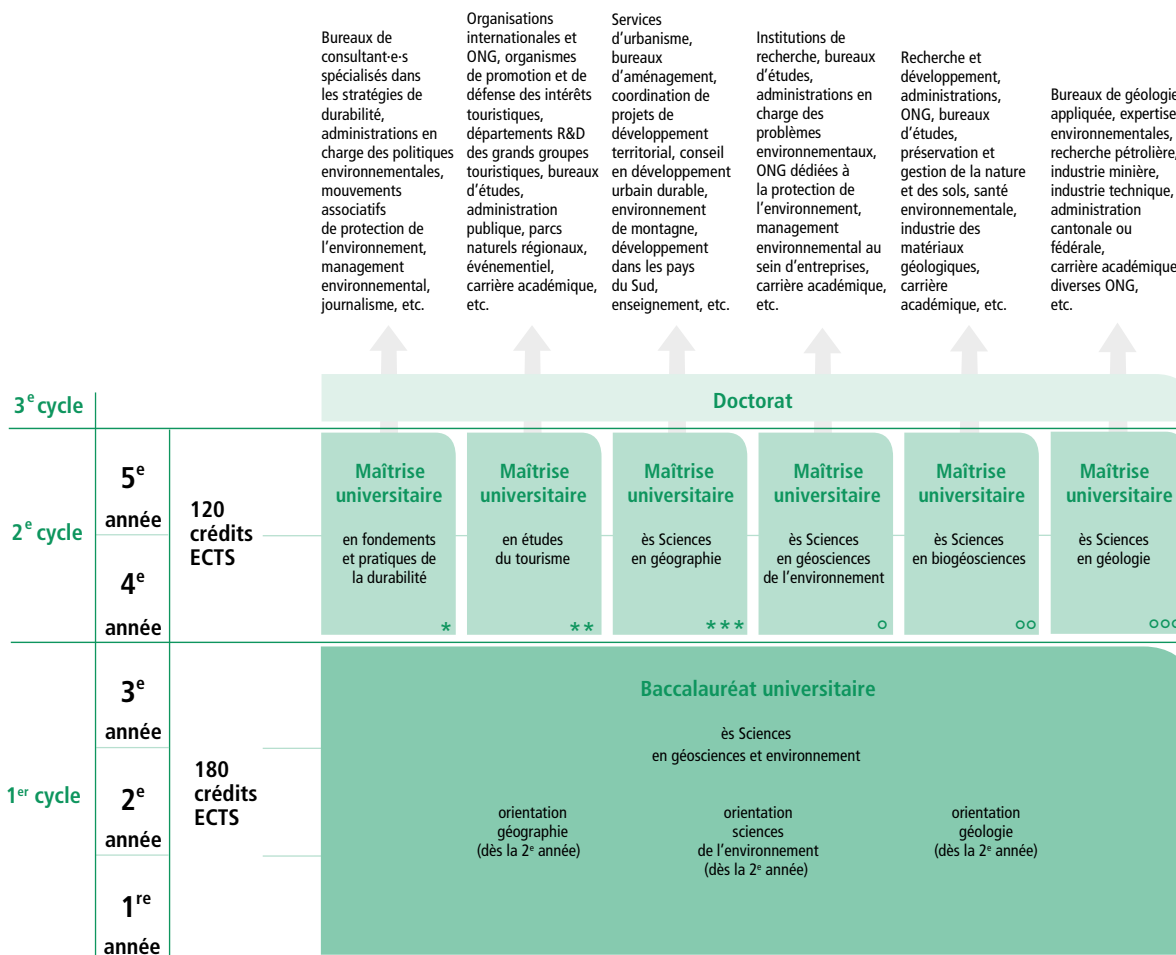 Bureaux de
consultant·e·s
spécialisés dans
les stratégies de
durabilité,
administrations en
charge des politiques
environnementales,
mouvements
associatifs
de protection de
l'environnement,
management
environnemental,
journalisme, etc.
Organisations
internationales et
ONG, organismes
de promotion et de
défense des intérêts
touristiques,
départements R&D
des grands groupes
touristiques, bureaux
d'études,
administration
publique, parcs
naturels régionaux,
événementiel,
carrière académique,
etc.
Services
d'urbanisme,
bureaux
d'aménagement,
coordination de
projets de
développement
territorial, conseil
en développement
urbain durable,
environnement
de montagne,
développement
dans les pays
du Sud,
enseignement, etc.
Institutions de
recherche, bureaux
d'études,
administrations en
charge des
problèmes
environnementaux,
ONG dédiées à
la protection de
l'environnement,
management
environnemental au
sein d'entreprises,
carrière académique,
etc.
Recherche et
développement,
administrations,
ONG, bureaux
d'études,
préservation et
gestion de la nature
et des sols, santé
environnementale,
industrie des
matériaux
géologiques,
carrière
académique, etc.
Bureaux de géologie
appliquée, expertise
environnementales,
recherche pétrolière,
industrie minière,
industrie technique,
administration
cantonale ou
fédérale,
carrière académique
diverses ONG,
etc.
3e cycle
Doctorat
2e cycle
5e
année
4e
année
120
crédits
ECTS
Maîtrise
universitaire
en fondements
et pratiques de
la durabilité
*
Maîtrise
universitaire
en études
du tourisme
**
Maîtrise
universitaire
ès Sciences
en géographie
***
Maîtrise
universitaire
ès Sciences
en géosciences
de l'environnement
°
Maîtrise
universitaire
ès Sciences
en biogéosciences
°°
Maîtrise
universitaire
ès Sciences
en géologie
°°°
1er cycle
3e
année
2e
année
1re
année
180
crédits
ECTS
Baccalauréat universitaire
ès Sciences
en géosciences et environnement
orientation
géographie
(dès la 2e année)
orientation
sciences
de l'environnement
(dès la 2e année)
orientation
géologie
(dès la 2e année)